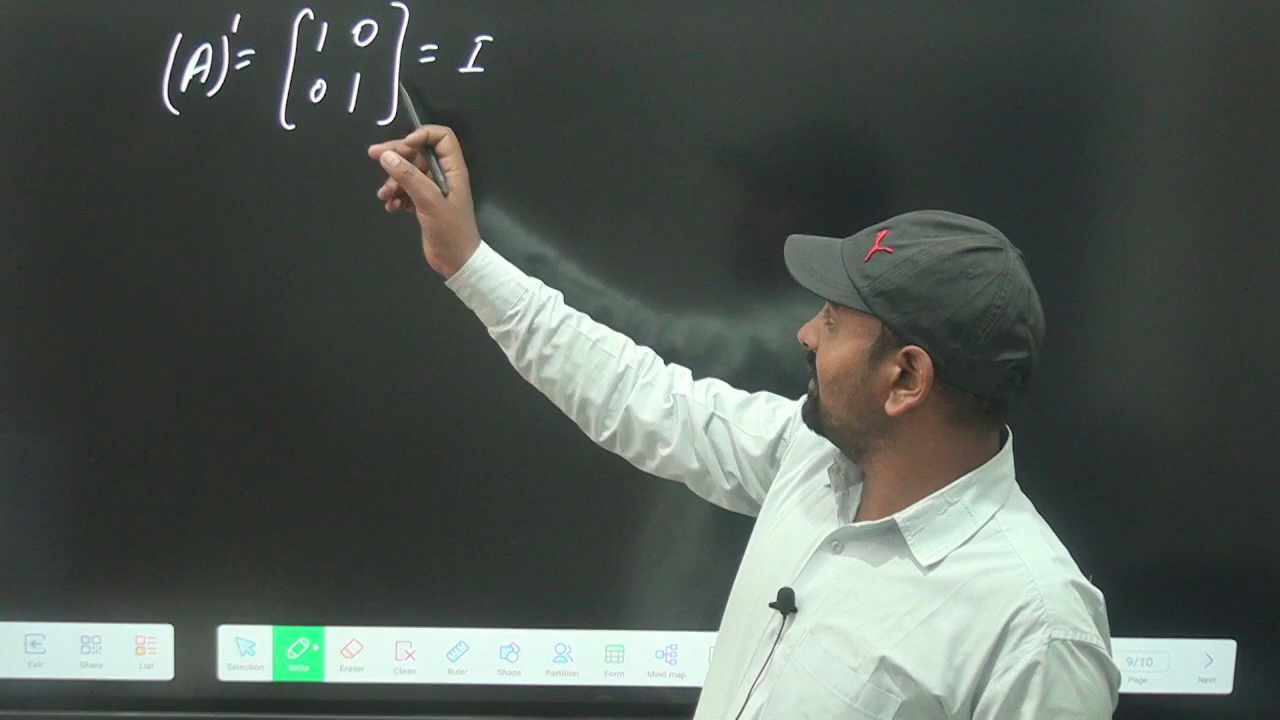 (A)' = [1 0
0 1] = I
Exit Share List Selection Write Eraser Clean Ruler Shape Partition Form Mind map 9/10 Page Next